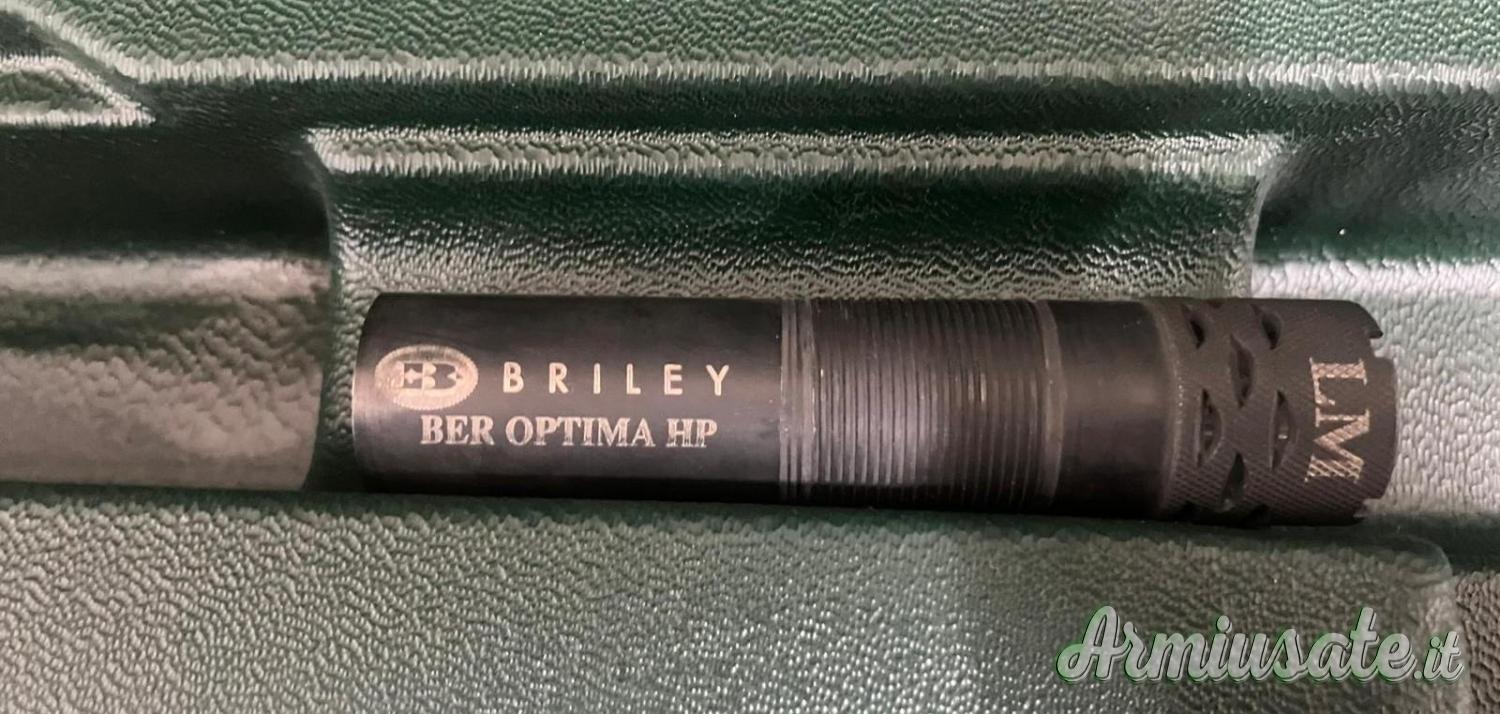 B BRILEY
BER OPTIMA HP
LM
Armiusate.it